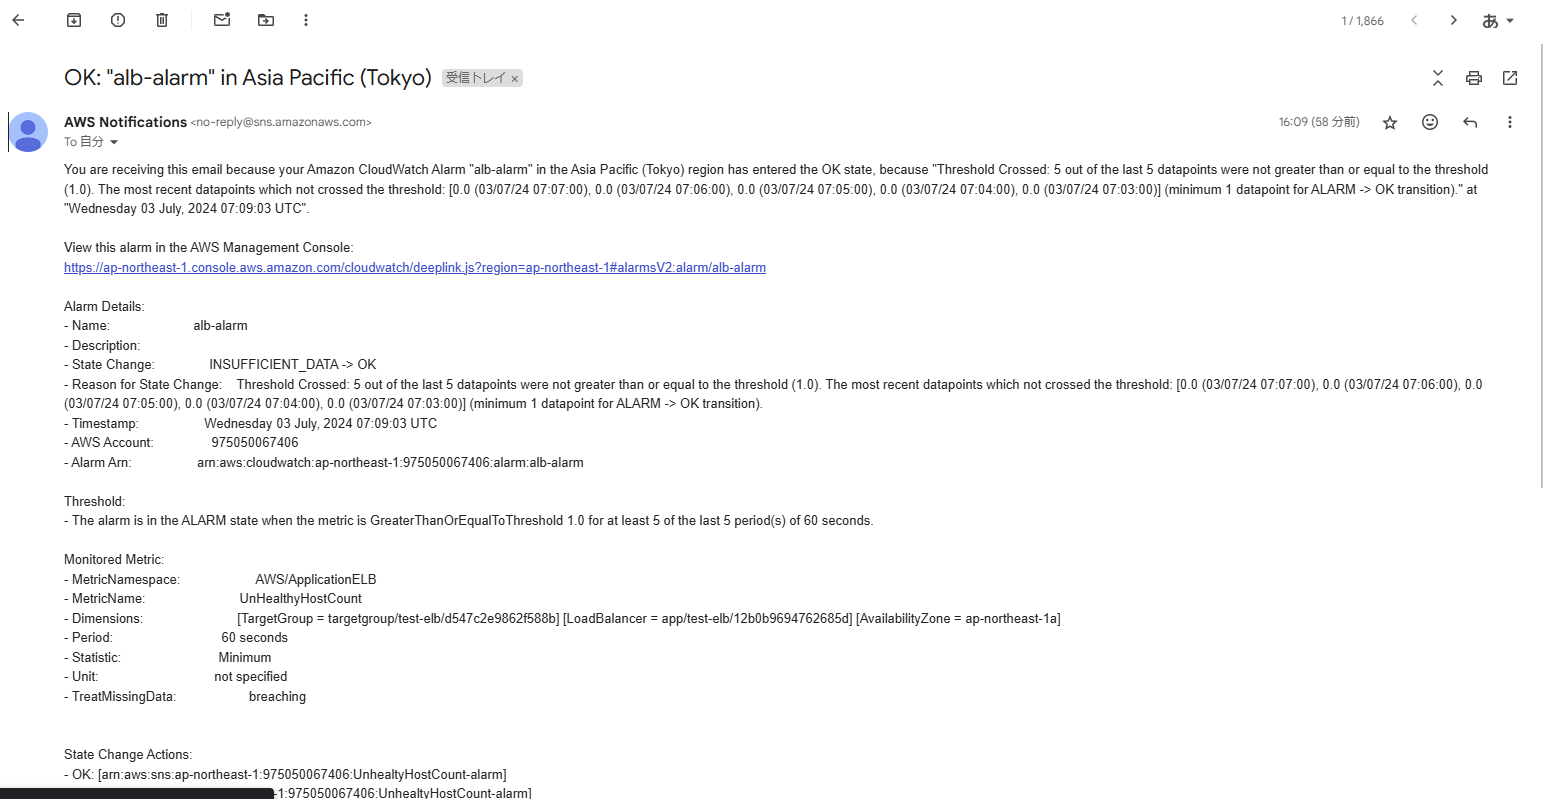 1 / 1,866
あ
OK: "alb-alarm" in Asia Pacific (Tokyo) 受信トレイ ×
AWS Notifications <no-reply@sns.amazonaws.com>
16:09 (58 分前)
To 自分
You are receiving this email because your Amazon CloudWatch Alarm "alb-alarm" in the Asia Pacific (Tokyo) region has entered the OK state, because "Threshold Crossed: 5 out of the last 5 datapoints were not greater than or equal to the threshold
(1.0). The most recent datapoints which not crossed the threshold: [0.0 (03/07/24 07:07:00), 0.0 (03/07/24 07:06:00), 0.0 (03/07/24 07:05:00), 0.0 (03/07/24 07:04:00), 0.0 (03/07/24 07:03:00)] (minimum 1 datapoint for ALARM -> OK transition)." at
"Wednesday 03 July, 2024 07:09:03 UTC".
View this alarm in the AWS Management Console:
https://ap-northeast-1.console.aws.amazon.com/cloudwatch/deeplink.js?region=ap-northeast-1#alarmsV2:alarm/alb-alarm
Alarm Details:
- Name: alb-alarm
- Description:
- State Change: INSUFFICIENT_DATA -> OK
- Reason for State Change: Threshold Crossed: 5 out of the last 5 datapoints were not greater than or equal to the threshold (1.0). The most recent datapoints which not crossed the threshold: [0.0 (03/07/24 07:07:00), 0.0 (03/07/24 07:06:00), 0.0
(03/07/24 07:05:00), 0.0 (03/07/24 07:04:00), 0.0 (03/07/24 07:03:00)] (minimum 1 datapoint for ALARM -> OK transition).
- Timestamp: Wednesday 03 July, 2024 07:09:03 UTC
- AWS Account: 975050067406
- Alarm Arn: arn:aws:cloudwatch:ap-northeast-1:975050067406:alarm:alb-alarm
Threshold:
- The alarm is in the ALARM state when the metric is GreaterThanOrEqualToThreshold 1.0 for at least 5 of the last 5 period(s) of 60 seconds.
Monitored Metric:
- MetricNamespace: AWS/ApplicationELB
- MetricName: UnHealthyHostCount
- Dimensions: [TargetGroup = targetgroup/test-elb/d547c2e9862f588b] [LoadBalancer = app/test-elb/12b0b9694762685d] [AvailabilityZone = ap-northeast-1a]
- Period: 60 seconds
- Statistic: Minimum
- Unit: not specified
- TreatMissingData: breaching
State Change Actions:
- OK: [arn:aws:sns:ap-northeast-1:975050067406:UnhealtyHostCount-alarm]
-1:975050067406:UnhealtyHostCount-alarm]